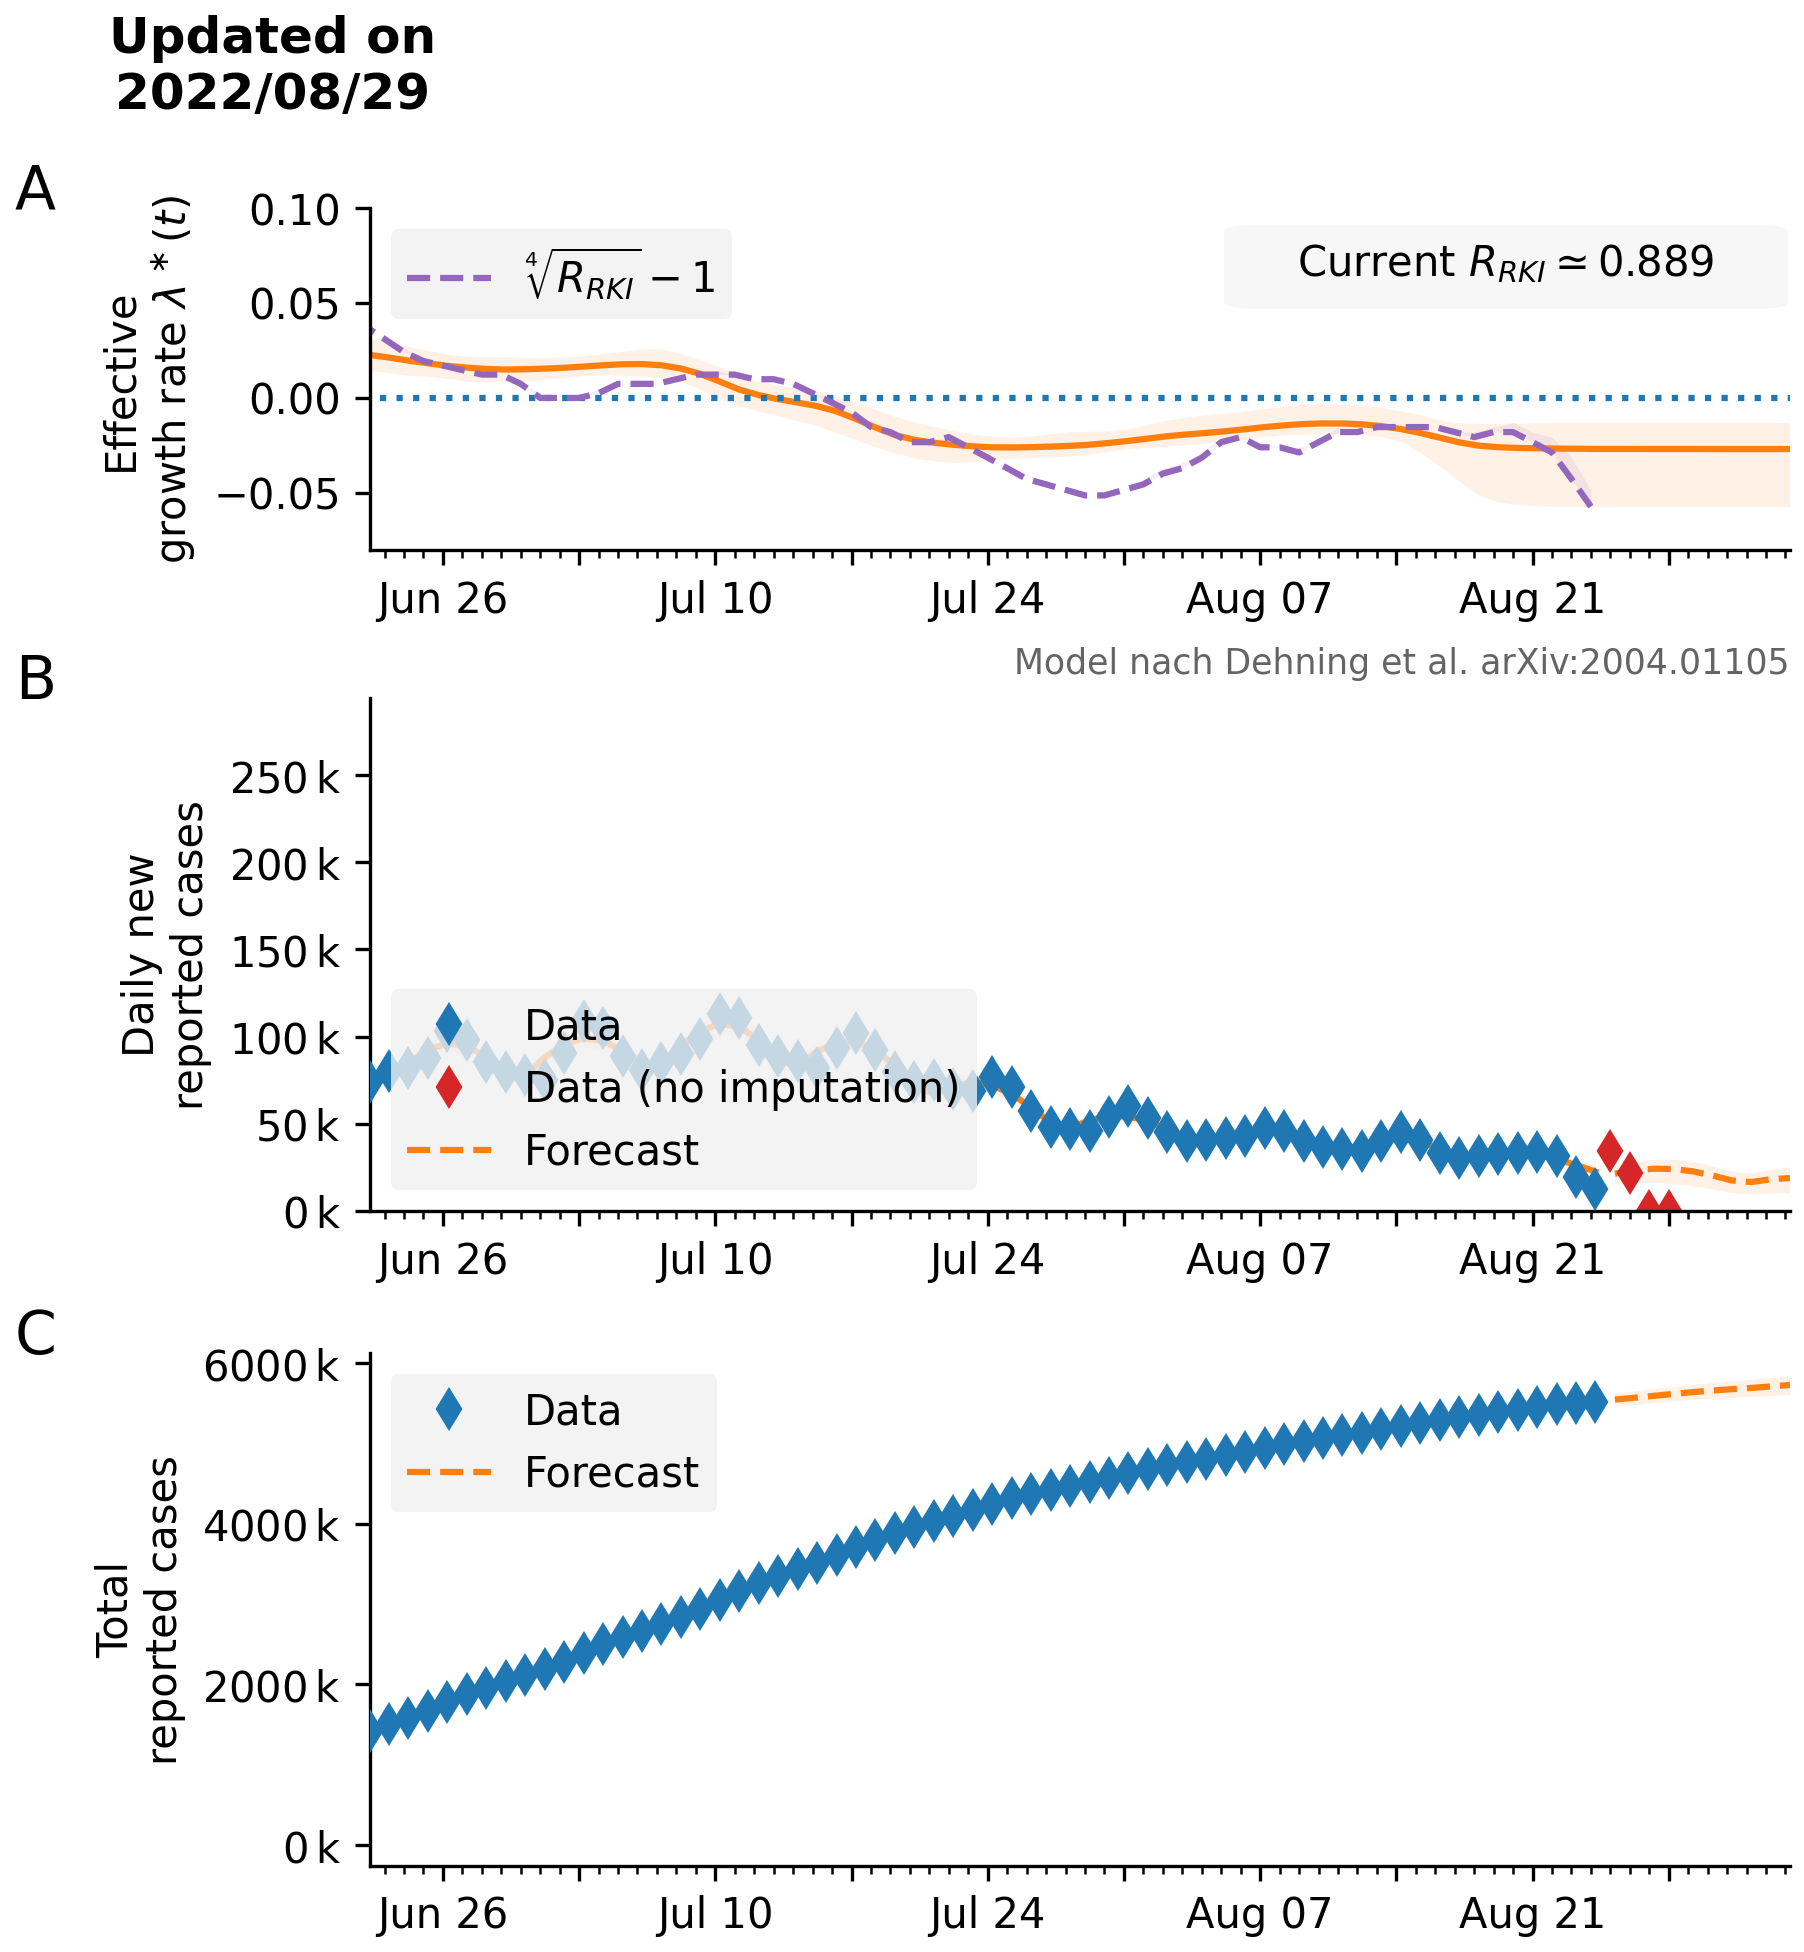 Updated on
2022/08/29
A
Effective
growth rate λ * (t)
0.10
0.05
0.00
−0.05
∜R_RKI − 1
Current R_RKI ≃ 0.889
Jun 26 Jul 10 Jul 24 Aug 07 Aug 21
Model nach Dehning et al. arXiv:2004.01105
B
Daily new
reported cases
250 k
200 k
150 k
100 k
50 k
0 k
Data
Data (no imputation)
Forecast
Jun 26 Jul 10 Jul 24 Aug 07 Aug 21
C
Total
reported cases
6000 k
4000 k
2000 k
0 k
Data
Forecast
Jun 26 Jul 10 Jul 24 Aug 07 Aug 21